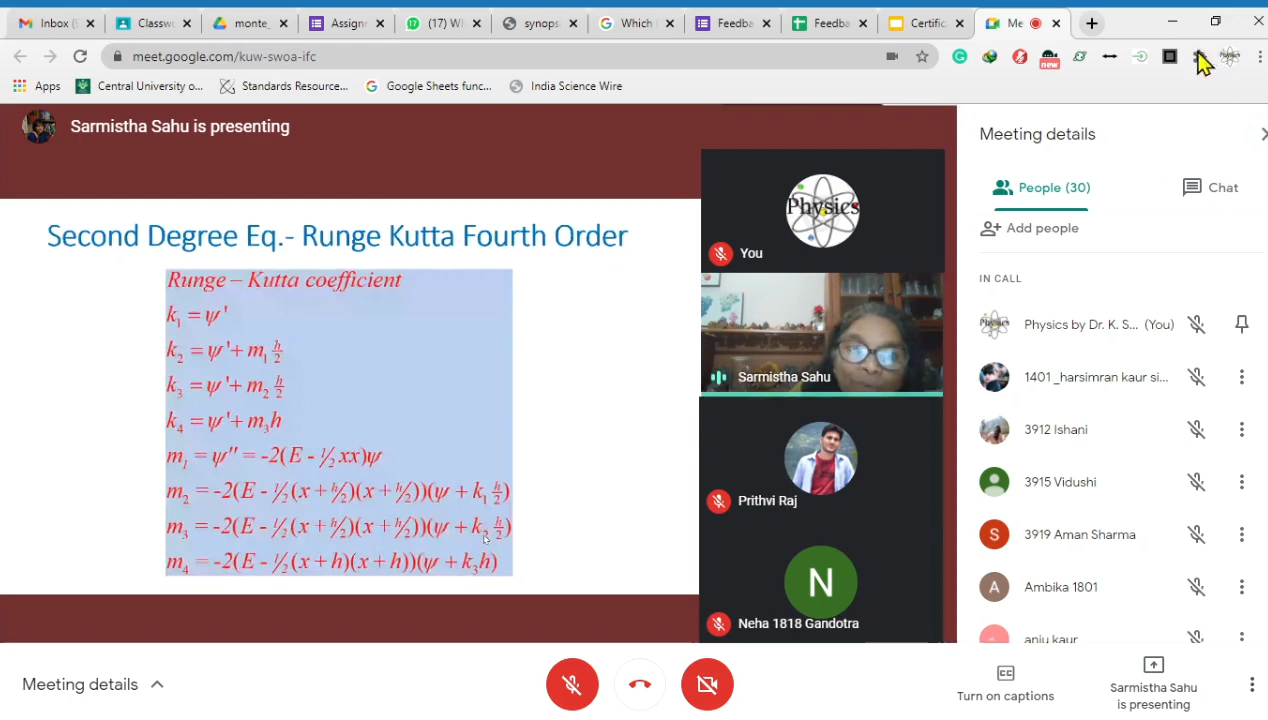 Inbox (
Classw
monte_
Assign
(17) W
synops
Which
Feedba
Feedba
Certific
Me
meet.google.com/kuw-swoa-ifc
new
Apps
Central University o...
Standards Resource...
Google Sheets func...
India Science Wire
Sarmistha Sahu is presenting
Second Degree Eq.- Runge Kutta Fourth Order
Runge – Kutta coefficient
k₁ = ψ'
k₂ = ψ'+ m₁ h/2
k₃ = ψ'+ m₂ h/2
k₄ = ψ'+ m₃h
m₁ = ψ'' = -2(E - 1/2 xx)ψ
m₂ = -2(E - 1/2(x + h/2)(x + h/2))(ψ + k₁ h/2)
m₃ = -2(E - 1/2(x + h/2)(x + h/2))(ψ + k₂ h/2)
m₄ = -2(E - 1/2(x + h)(x + h))(ψ + k₃h)
Physics
You
Sarmistha Sahu
Prithvi Raj
N
Neha 1818 Gandotra
Meeting details
People (30)
Chat
Add people
IN CALL
Physics by Dr. K. S... (You)
1401 _harsimran kaur si...
3912 Ishani
3915 Vidushi
S
3919 Aman Sharma
A
Ambika 1801
anju kaur
Meeting details
Turn on captions
Sarmistha Sahu
is presenting